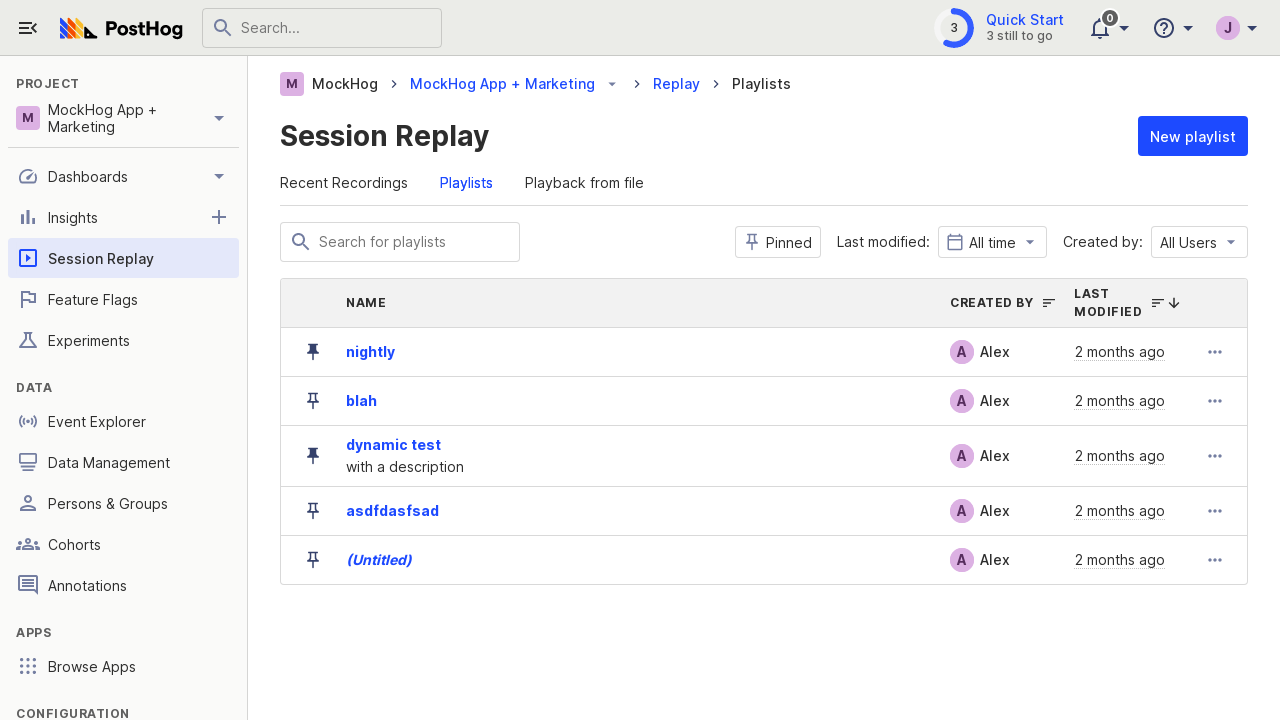 PostHog
Search...
3
Quick Start
3 still to go
0
J
PROJECT
M
MockHog App +
Marketing
Dashboards
Insights
Session Replay
Feature Flags
Experiments
DATA
Event Explorer
Data Management
Persons & Groups
Cohorts
Annotations
APPS
Browse Apps
CONFIGURATION
M MockHog > MockHog App + Marketing > Replay > Playlists
Session Replay
New playlist
Recent Recordings
Playlists
Playback from file
Search for playlists
Pinned
Last modified:
All time
Created by:
All Users
NAME
CREATED BY
LAST
MODIFIED
nightly
A Alex
2 months ago
blah
A Alex
2 months ago
dynamic test
with a description
A Alex
2 months ago
asdfdasfsad
A Alex
2 months ago
(Untitled)
A Alex
2 months ago